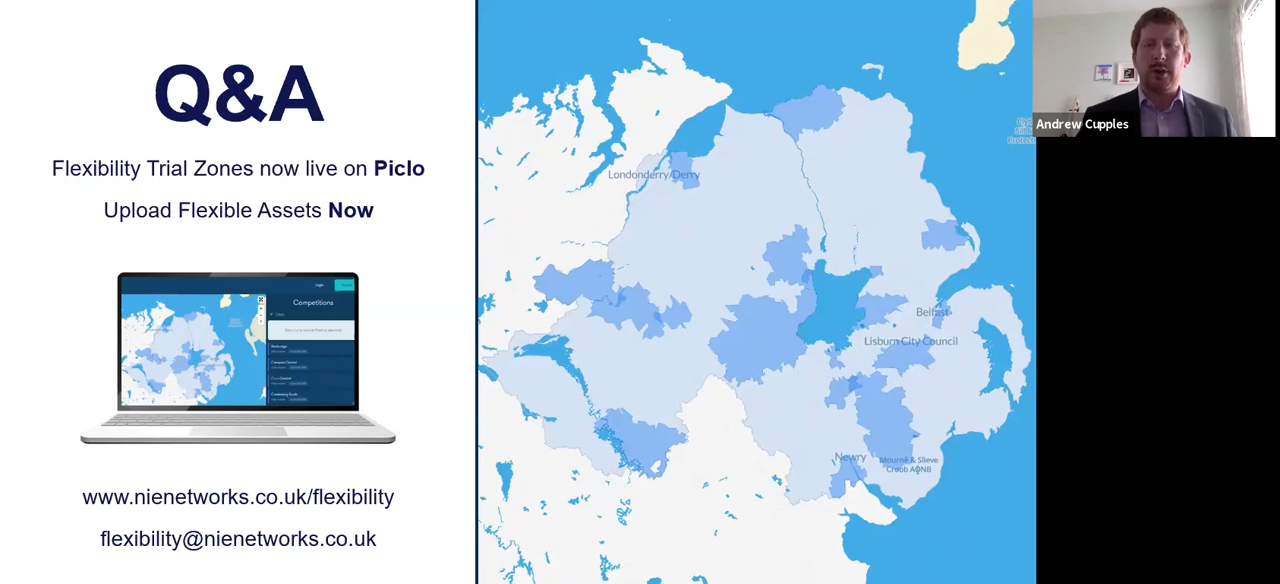 Q&A
Flexibility Trial Zones now live on Piclo
Upload Flexible Assets Now
Competitions
www.nienetworks.co.uk/flexibility
flexibility@nienetworks.co.uk
Londonderry/Derry
Belfast
Lisburn City Council
Newry
Mourne & Slieve
Croob AONB
Andrew Cupples